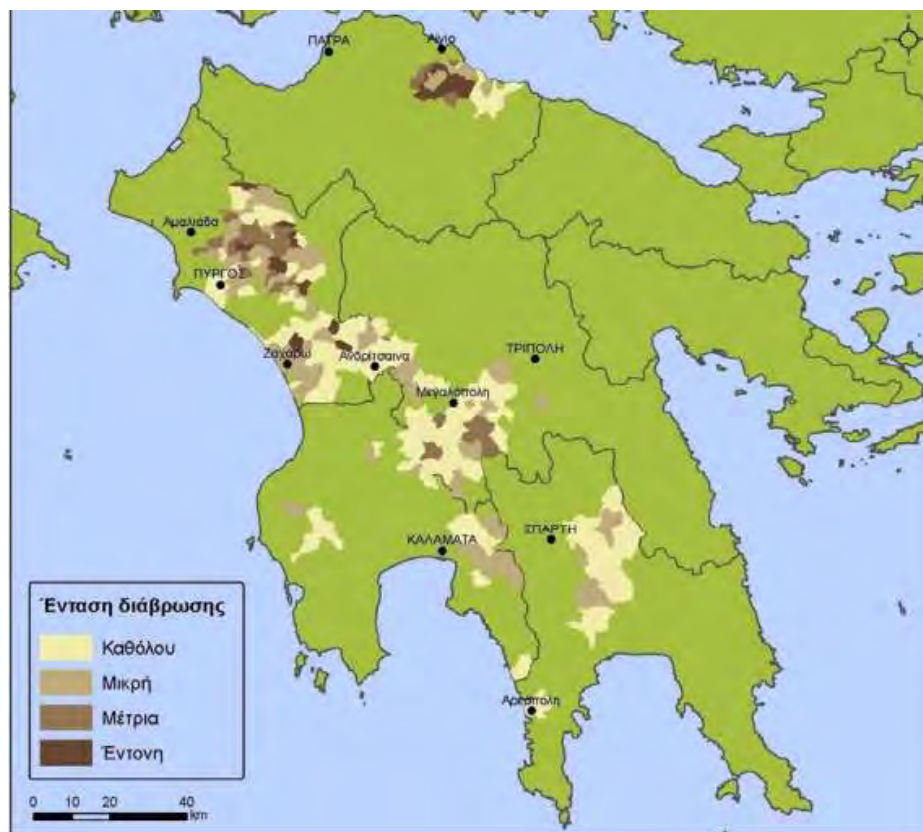 ΠΑΤΡΑ
Αίγιο
Αμαλιάδα
ΠΥΡΓΟΣ
Ζαχάρω
Ανδρίτσαινα
ΤΡΙΠΟΛΗ
Μεγαλόπολη
ΣΠΑΡΤΗ
ΚΑΛΑΜΑΤΑ
Αρεόπολη
Ένταση διάβρωσης
Καθόλου
Μικρή
Μέτρια
Έντονη
0 10 20 40
km